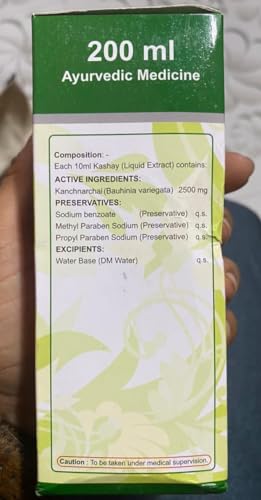 200 ml
Ayurvedic Medicine
Composition: -
Each 10ml Kashay (Liquid Extract) contains:
ACTIVE INGREDIENTS:
Kanchnarchal (Bauhinia variegata) 2500 mg
PRESERVATIVES:
Sodium benzoate (Preservative) q.s.
Methyl Paraben Sodium (Preservative) q.s.
Propyl Paraben Sodium (Preservative) q.s.
EXCIPIENTS:
Water Base (DM Water) q.s.
Caution : To be taken under medical supervision.